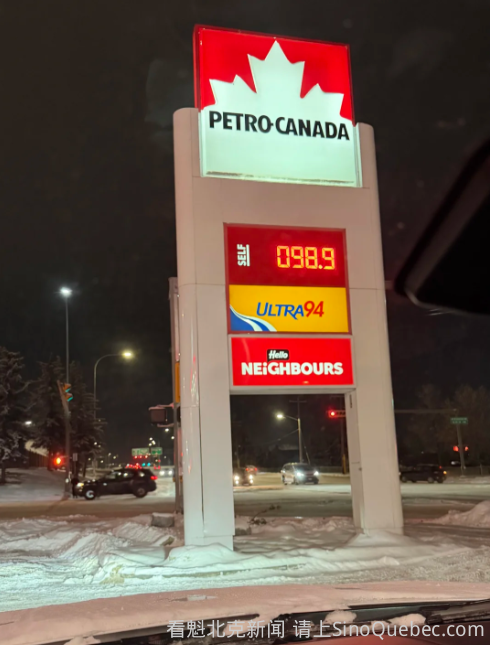 PETRO-CANADA
SELF
098.9
ULTRA94
Hello
NEiGHBOURS
看魁北克新闻 请上SinoQuebec.com